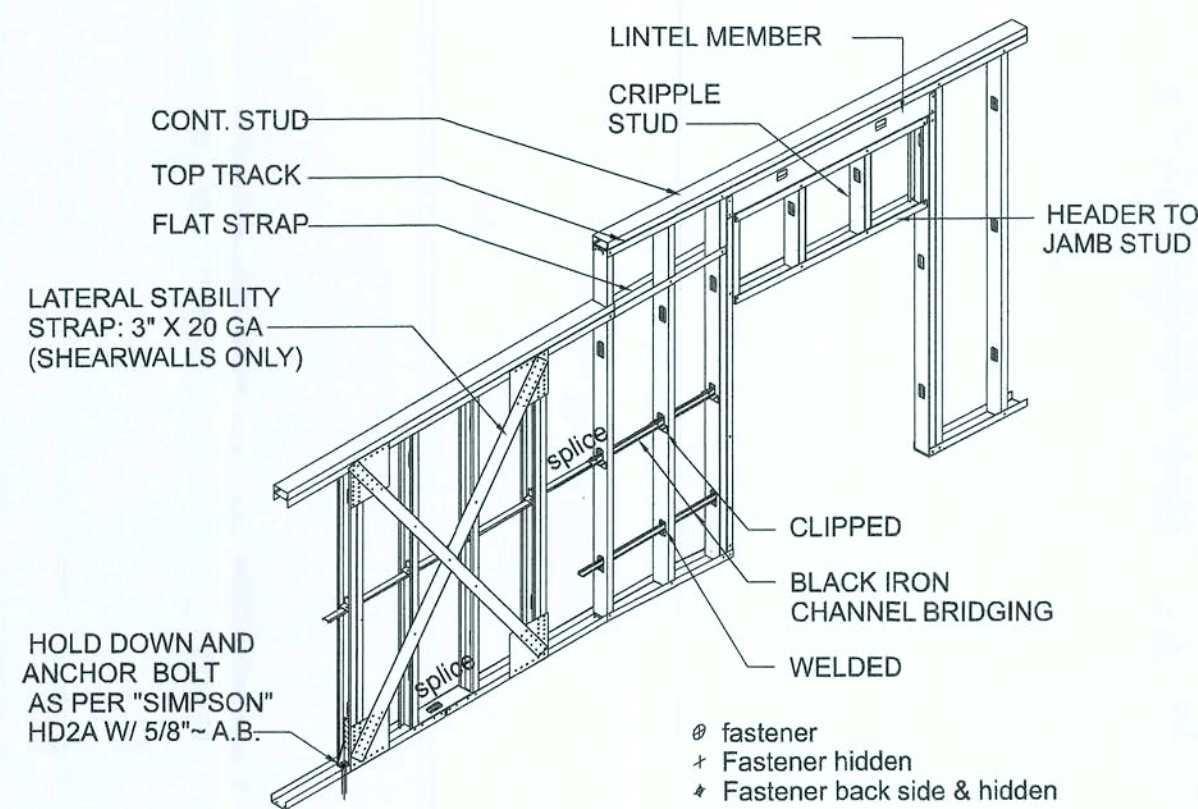 LINTEL MEMBER
CRIPPLE
STUD
CONT. STUD
TOP TRACK
FLAT STRAP
HEADER TO
JAMB STUD
LATERAL STABILITY
STRAP: 3" X 20 GA
(SHEARWALLS ONLY)
splice
CLIPPED
BLACK IRON
CHANNEL BRIDGING
HOLD DOWN AND
ANCHOR BOLT
AS PER "SIMPSON"
HD2A W/ 5/8"~ A.B.
splice
WELDED
fastener
Fastener hidden
Fastener back side & hidden